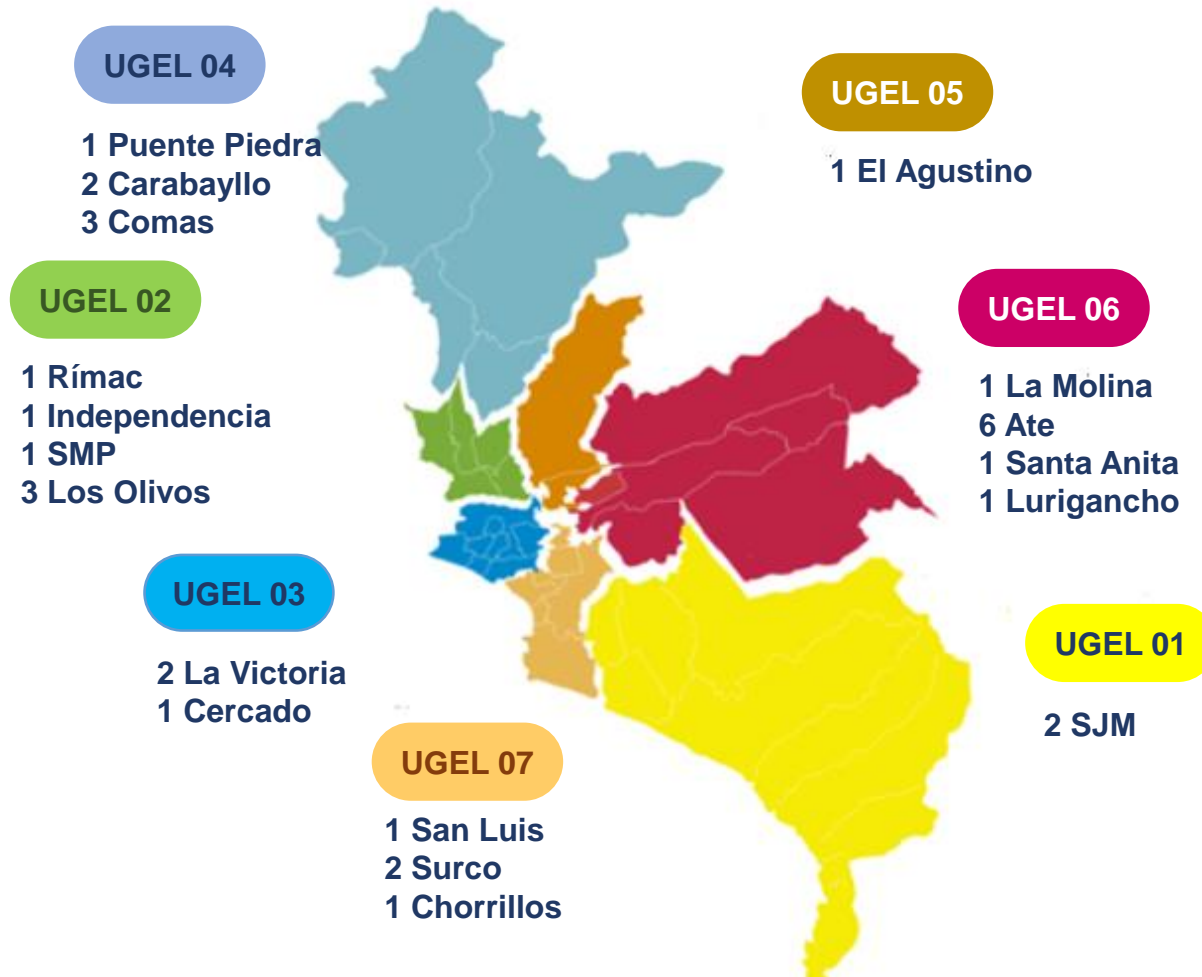 UGEL 04
1 Puente Piedra
2 Carabayllo
3 Comas
UGEL 05
1 El Agustino
UGEL 02
1 Rímac
1 Independencia
1 SMP
3 Los Olivos
UGEL 06
1 La Molina
6 Ate
1 Santa Anita
1 Lurigancho
UGEL 03
2 La Victoria
1 Cercado
UGEL 01
2 SJM
UGEL 07
1 San Luis
2 Surco
1 Chorrillos